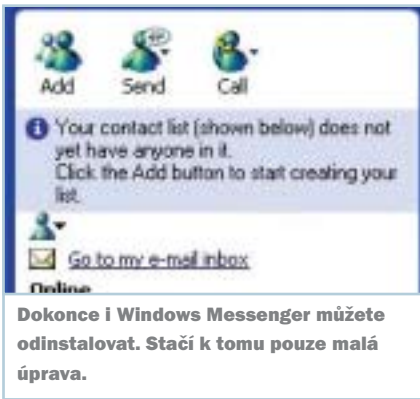 Add Send Call
Your contact list (shown below) does not
yet have anyone in it.
Click the Add button to start creating your
list.
Go to my e-mail inbox
Online
Dokonce i Windows Messenger můžete
odinstalovat. Stačí k tomu pouze malá
úprava.